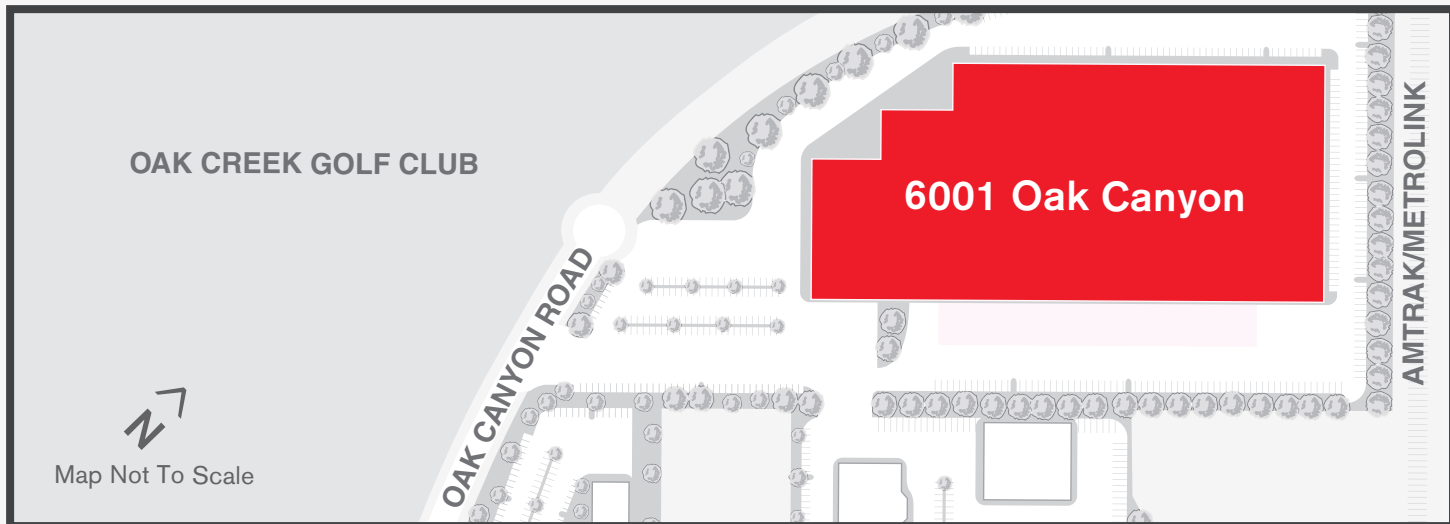 OAK CREEK GOLF CLUB
6001 Oak Canyon
AMTRAK/METROLINK
OAK CANYON ROAD
N
Map Not To Scale